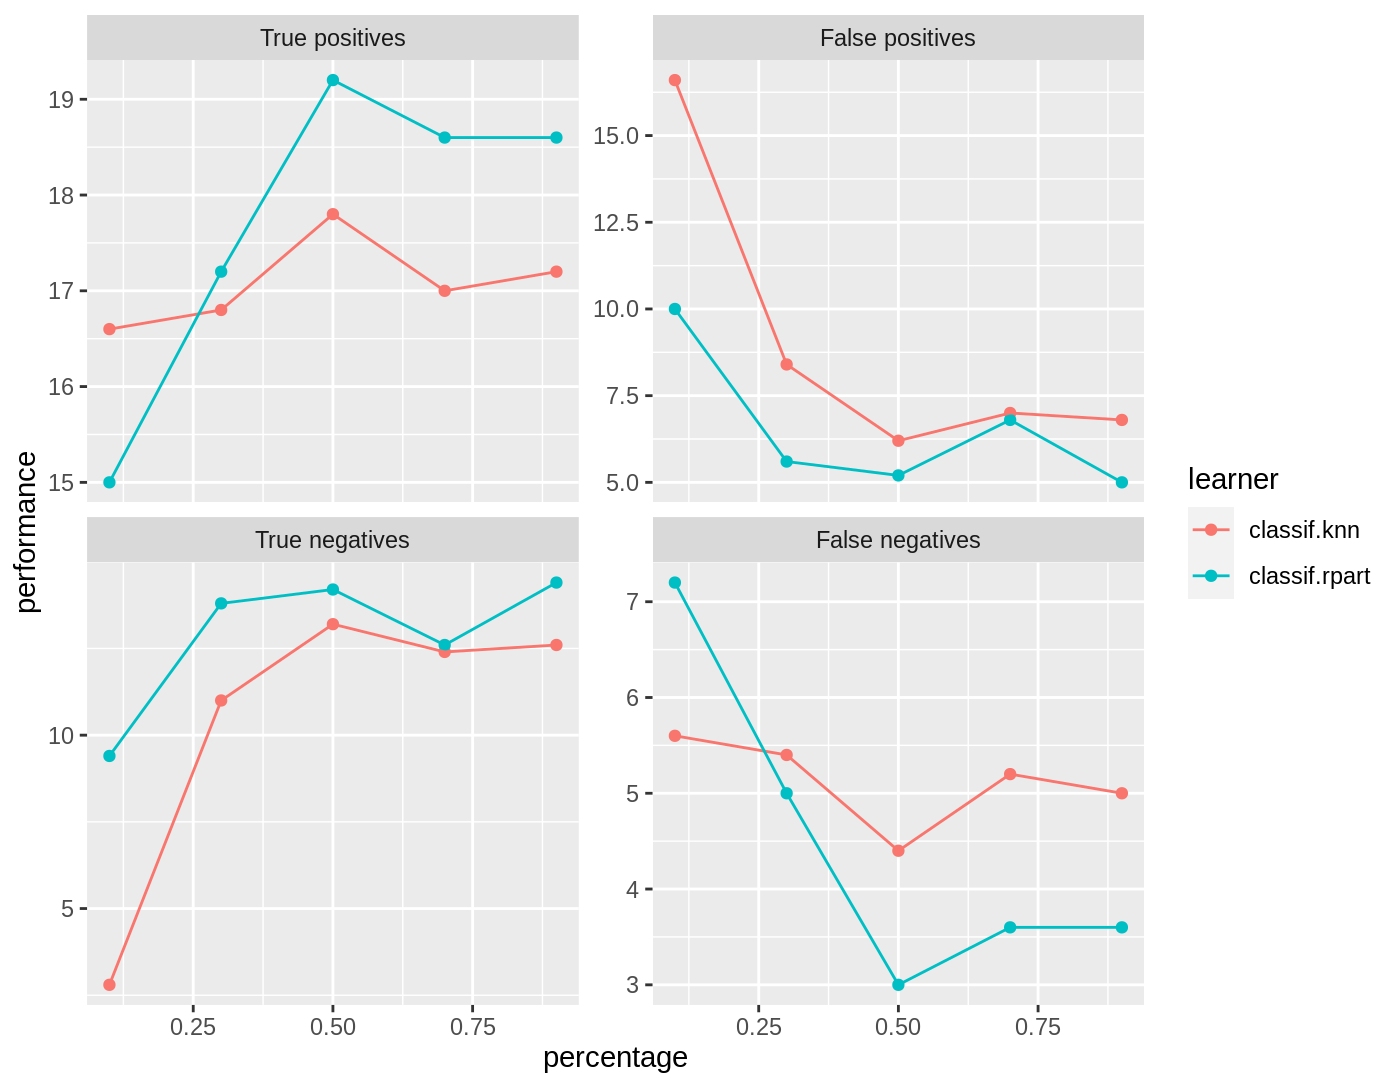 True positives
False positives
19
18
17
16
15
15.0
12.5
10.0
7.5
5.0
True negatives
False negatives
10
5
7
6
5
4
3
0.25 0.50 0.75
0.25 0.50 0.75
percentage
performance
learner
classif.knn
classif.rpart